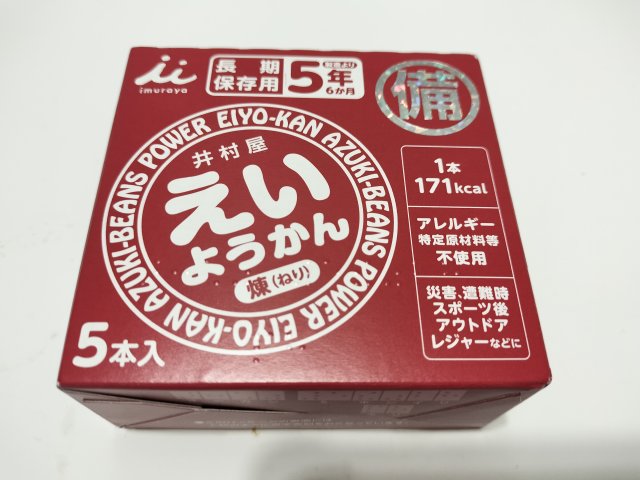 imuraya
長期
保存用
製造より
5年
6か月
備
AZUKI-BEANS POWER EIYO-KAN AZUKI-BEANS POWER EIYO-KAN
井村屋
えい
ようかん
煉(ねり)
5本入
1本
171kcal
アレルギー
特定原材料等
不使用
災害、遭難時
スポーツ後
アウトドア
レジャーなどに